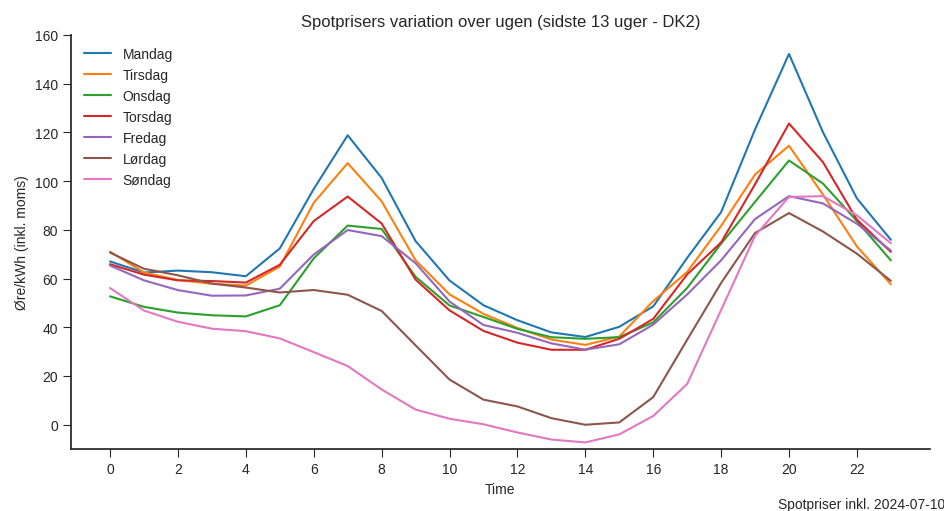 Spotprisers variation over ugen (sidste 13 uger - DK2)
160
140
120
100
80
60
40
20
0
Øre/kWh (inkl. moms)
Mandag
Tirsdag
Onsdag
Torsdag
Fredag
Lørdag
Søndag
0 2 4 6 8 10 12 14 16 18 20 22
Time
Spotpriser inkl. 2024-07-10